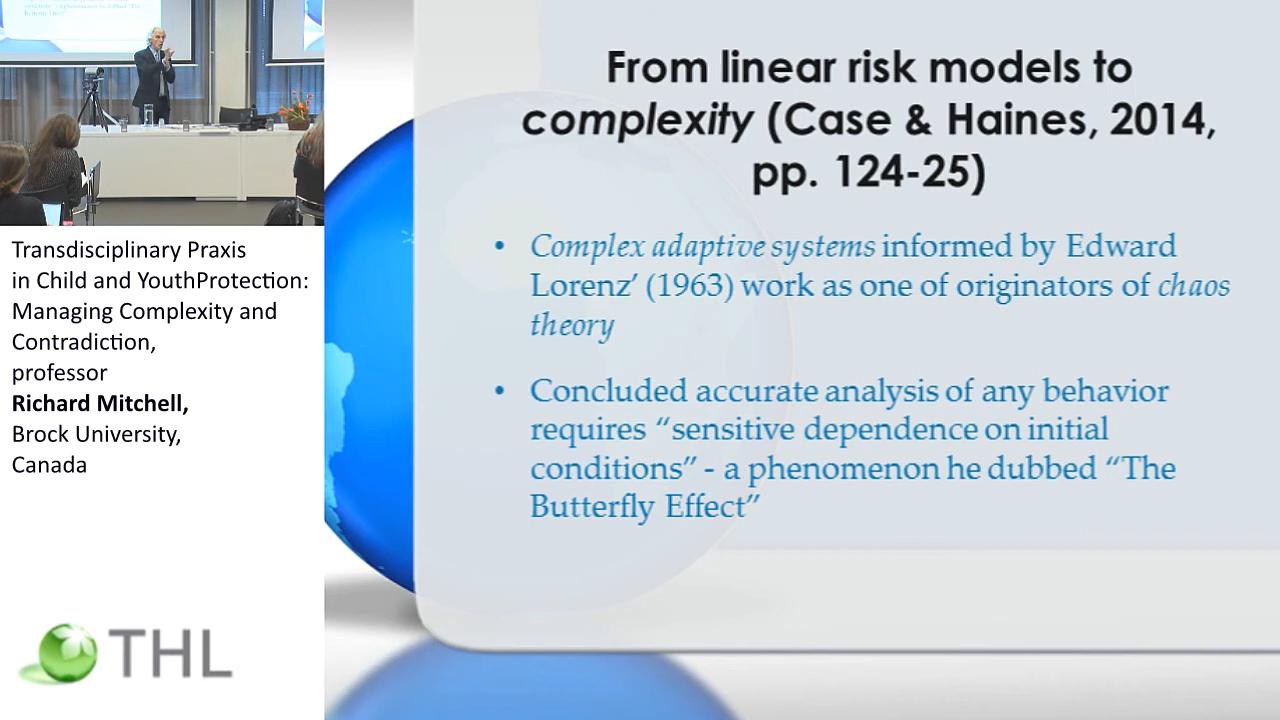 Transdisciplinary Praxis
in Child and YouthProtection:
Managing Complexity and
Contradiction,
professor
Richard Mitchell,
Brock University,
Canada
THL
From linear risk models to
complexity (Case & Haines, 2014,
pp. 124-25)
• Complex adaptive systems informed by Edward
Lorenz’ (1963) work as one of originators of chaos
theory
• Concluded accurate analysis of any behavior
requires “sensitive dependence on initial
conditions” - a phenomenon he dubbed “The
Butterfly Effect”